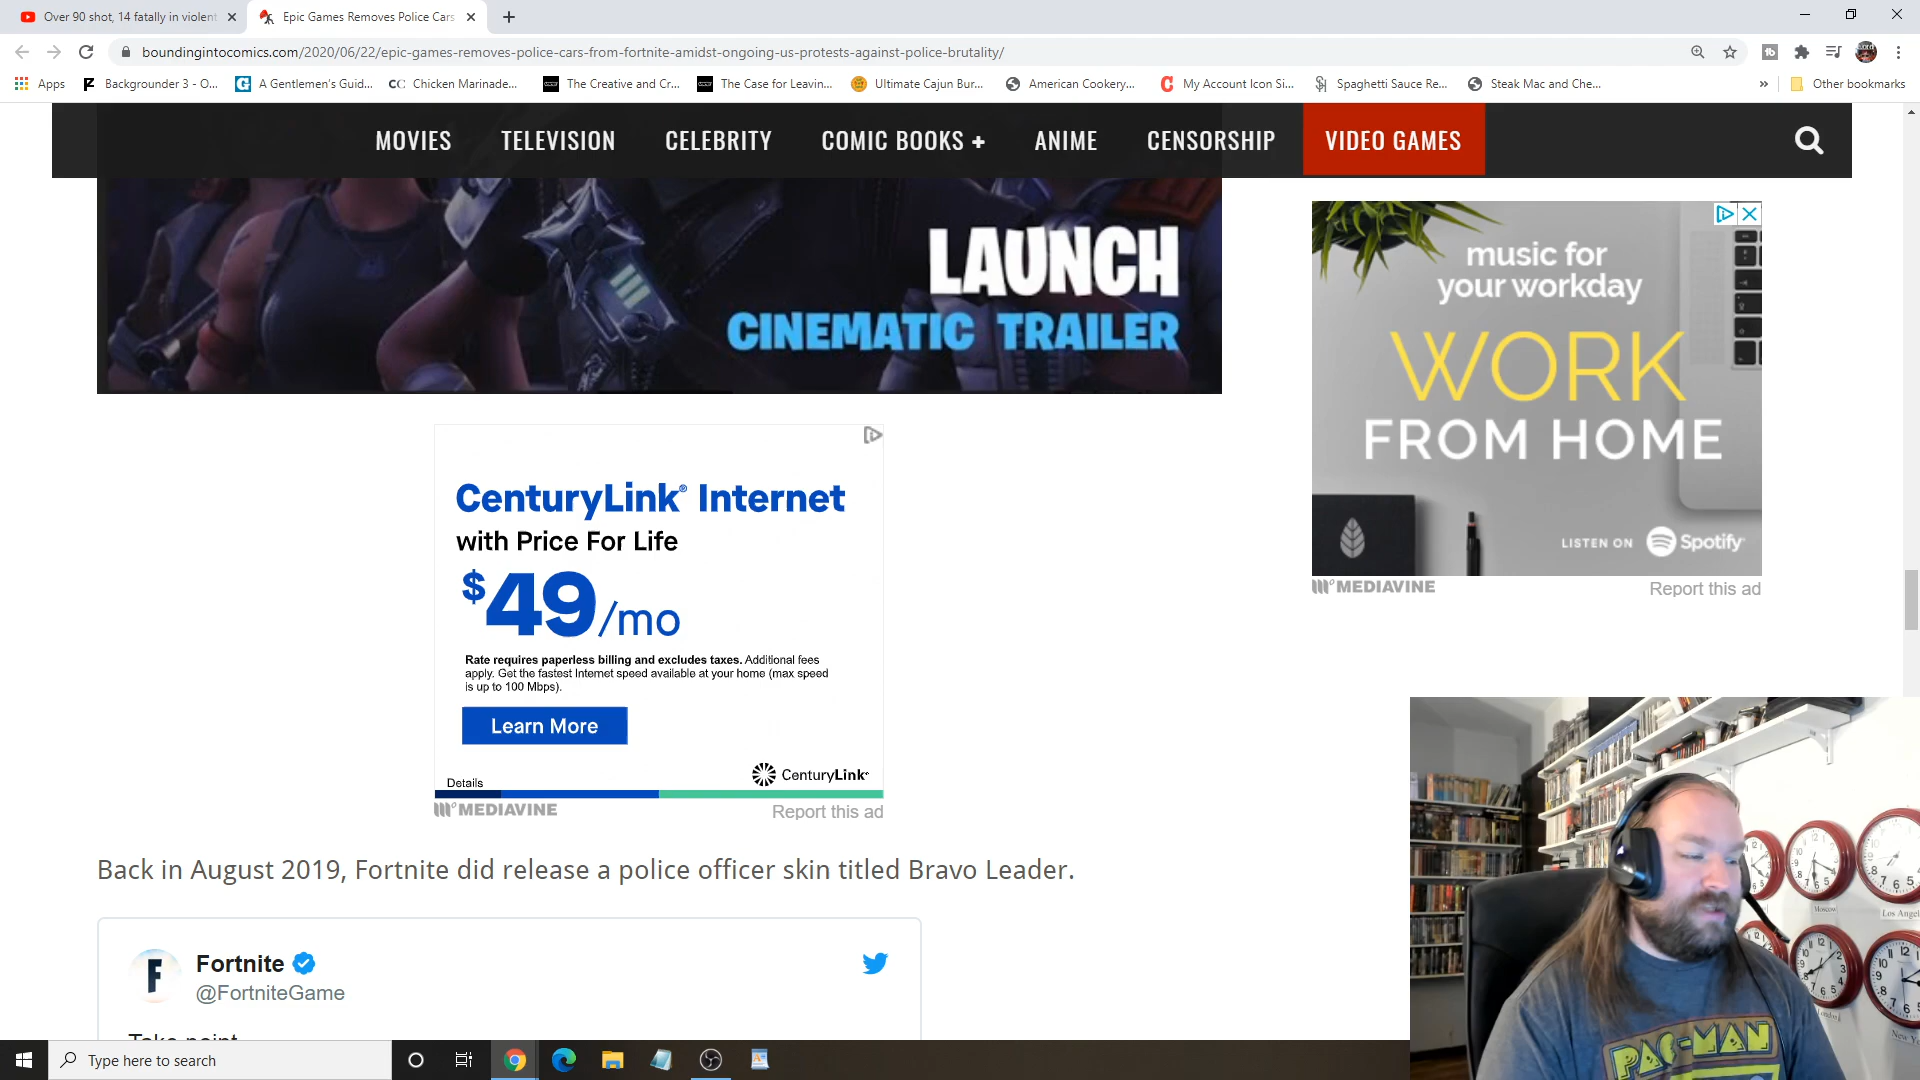 Over 90 shot, 14 fatally in violent
Epic Games Removes Police Cars
boundingintocomics.com/2020/06/22/epic-games-removes-police-cars-from-fortnite-amidst-ongoing-us-protests-against-police-brutality/
Apps
Backgrounder 3 - O...
A Gentlemen's Guid...
CC Chicken Marinade...
The Creative and Cr...
The Case for Leavin...
Ultimate Cajun Bur...
American Cookery...
My Account Icon Si...
Spaghetti Sauce Re...
Steak Mac and Che...
»
Other bookmarks
MOVIES TELEVISION CELEBRITY COMIC BOOKS + ANIME CENSORSHIP VIDEO GAMES
LAUNCH
CINEMATIC TRAILER
music for
your workday
WORK
FROM HOME
LISTEN ON Spotify
MEDIAVINE
Report this ad
CenturyLink® Internet
with Price For Life
$49/mo
Rate requires paperless billing and excludes taxes. Additional fees
apply. Get the fastest Internet speed available at your home (max speed
is up to 100 Mbps).
Learn More
Details
CenturyLink
MEDIAVINE
Report this ad
Back in August 2019, Fortnite did release a police officer skin titled Bravo Leader.
Fortnite
@FortniteGame
Take point
Moscow
Los Angel
London
New Y
PAC-MAN
Type here to search